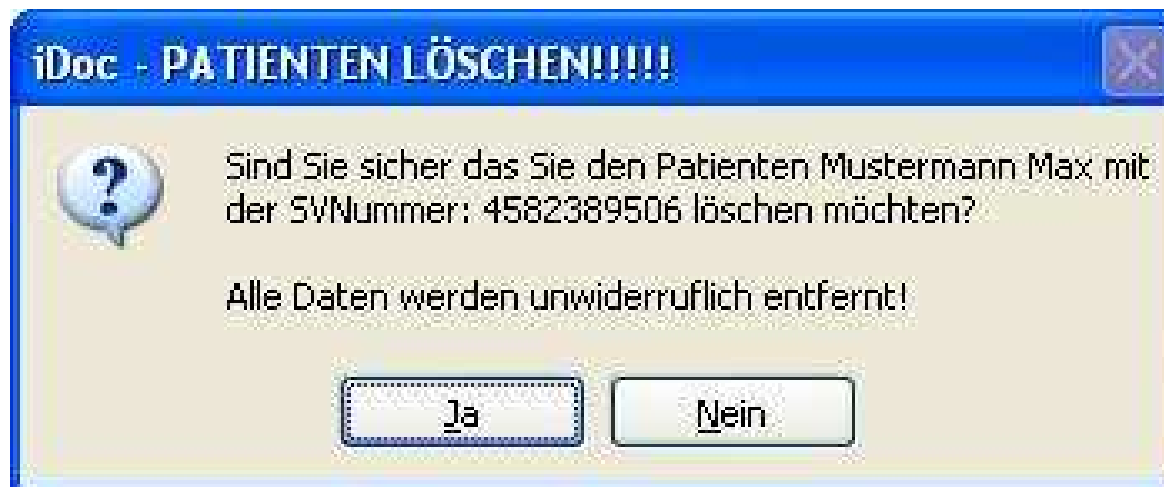 iDoc - PATIENTEN LÖSCHEN!!!!!
Sind Sie sicher das Sie den Patienten Mustermann Max mit
der SVNummer: 4582389506 löschen möchten?
Alle Daten werden unwiderruflich entfernt!
Ja
Nein